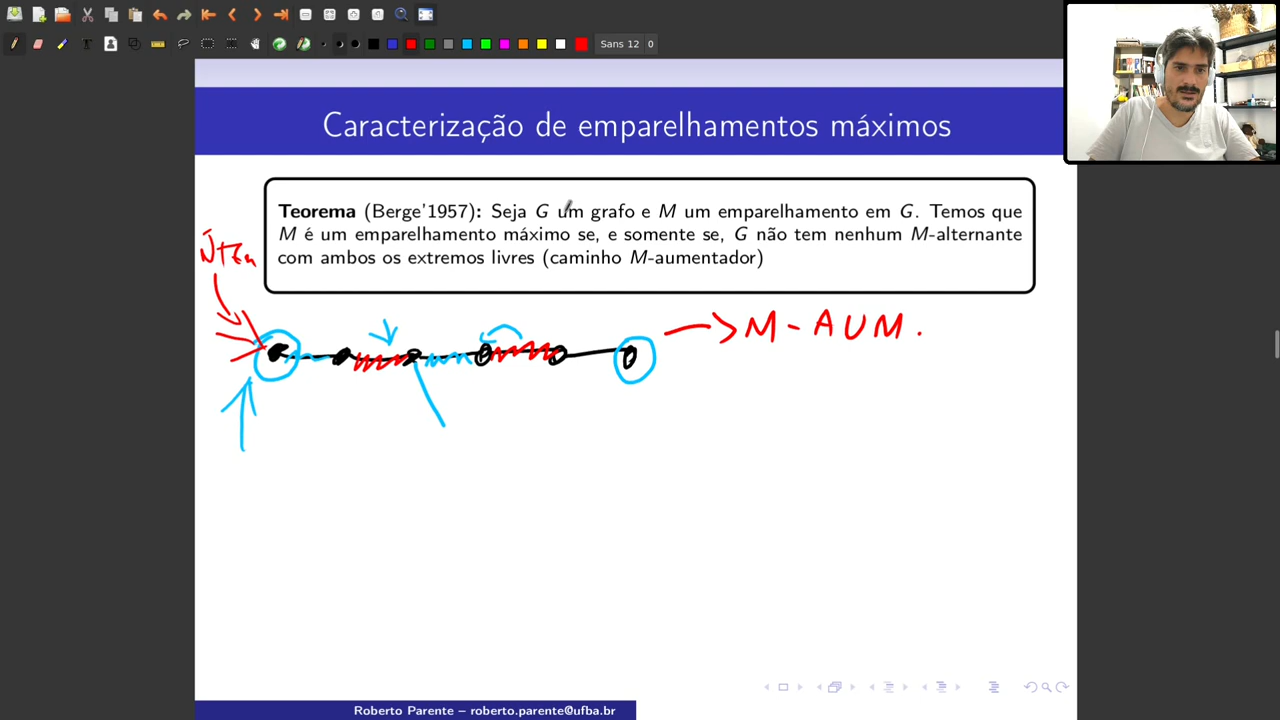 Sans 12 0
Caracterização de emparelhamentos máximos
Teorema (Berge'1957): Seja G um grafo e M um emparelhamento em G. Temos que
M é um emparelhamento máximo se, e somente se, G não tem nenhum M-alternante
com ambos os extremos livres (caminho M-aumentador)
M - AUM.
Roberto Parente – roberto.parente@ufba.br